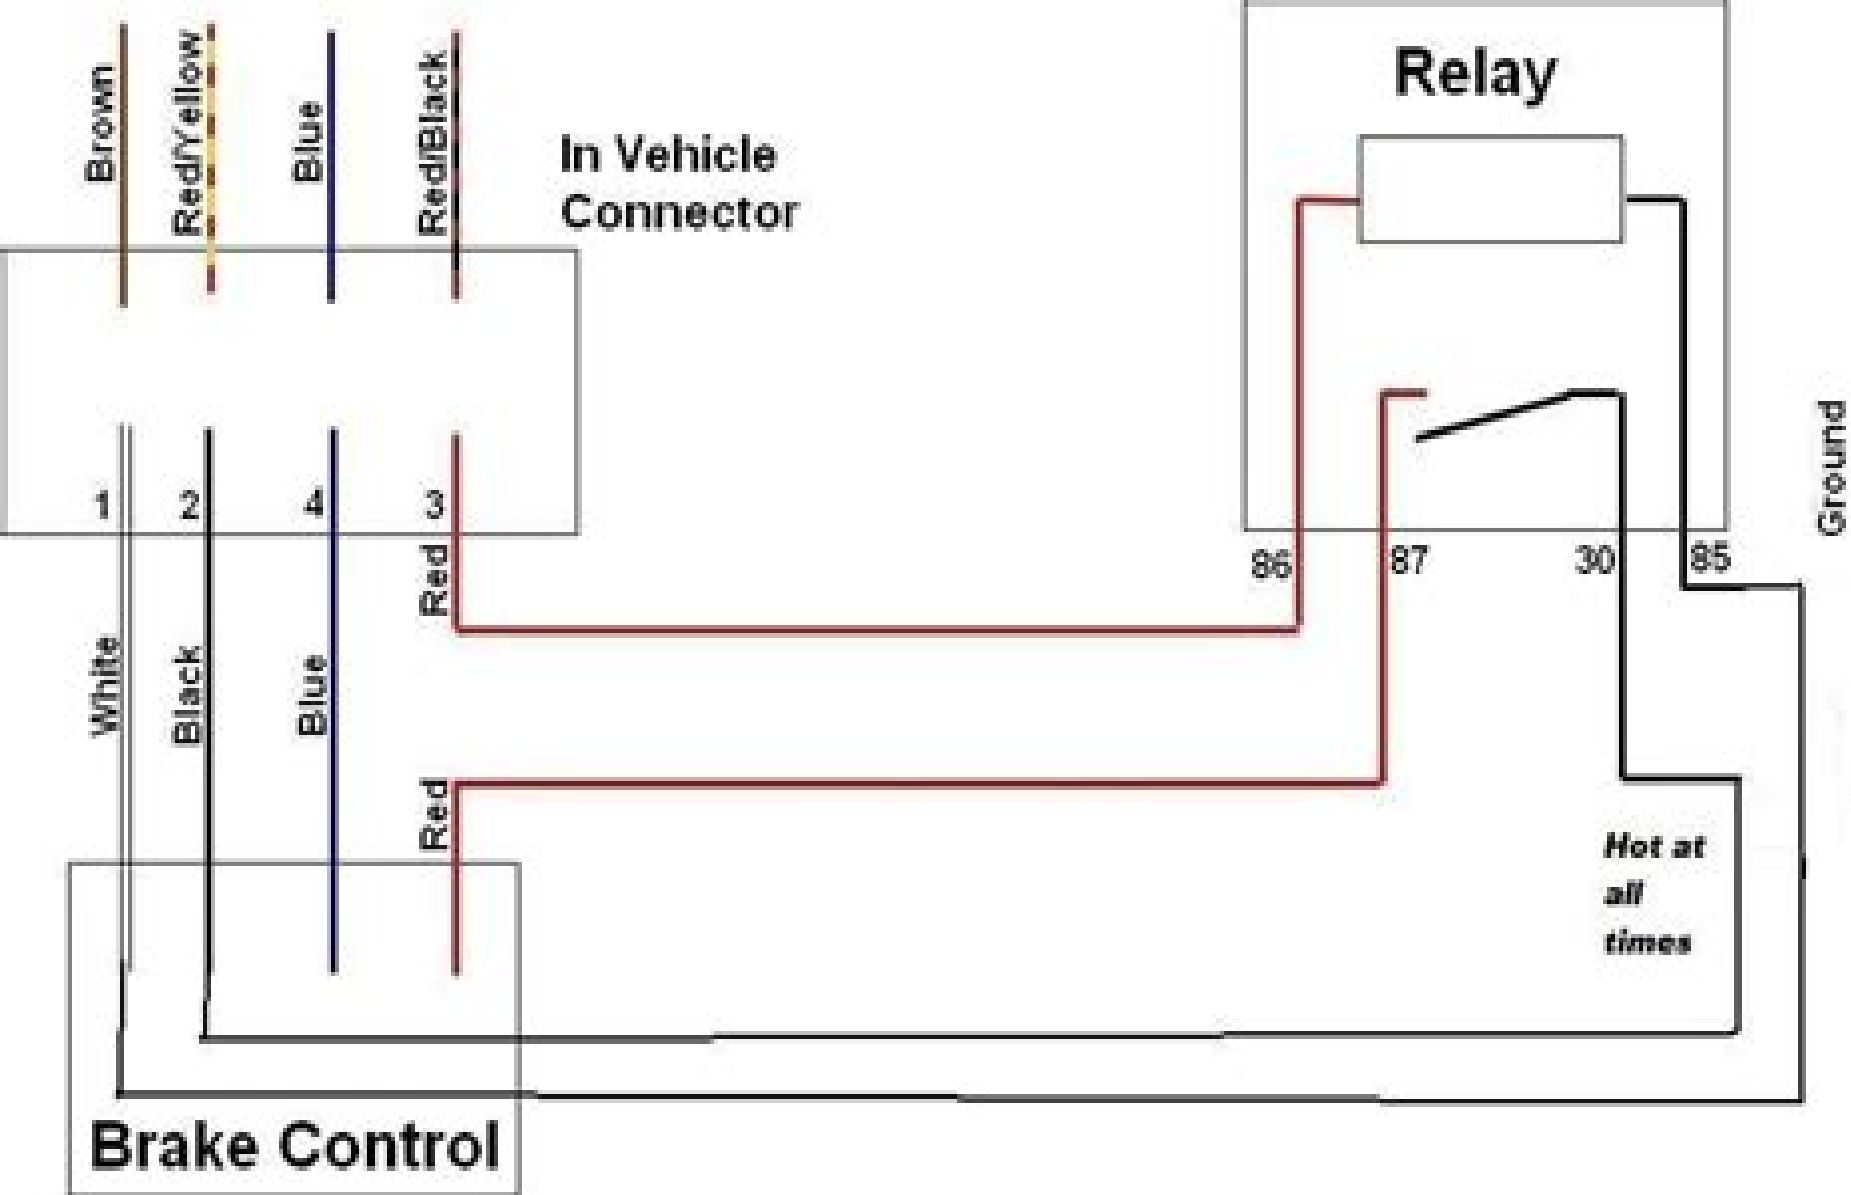 Brown
Red/Yellow
Blue
Red/Black
In Vehicle
Connector
Relay
1
2
4
3
Red
White
Black
Blue
Red
86
87
30
85
Ground
Hot at
all
times
Brake Control